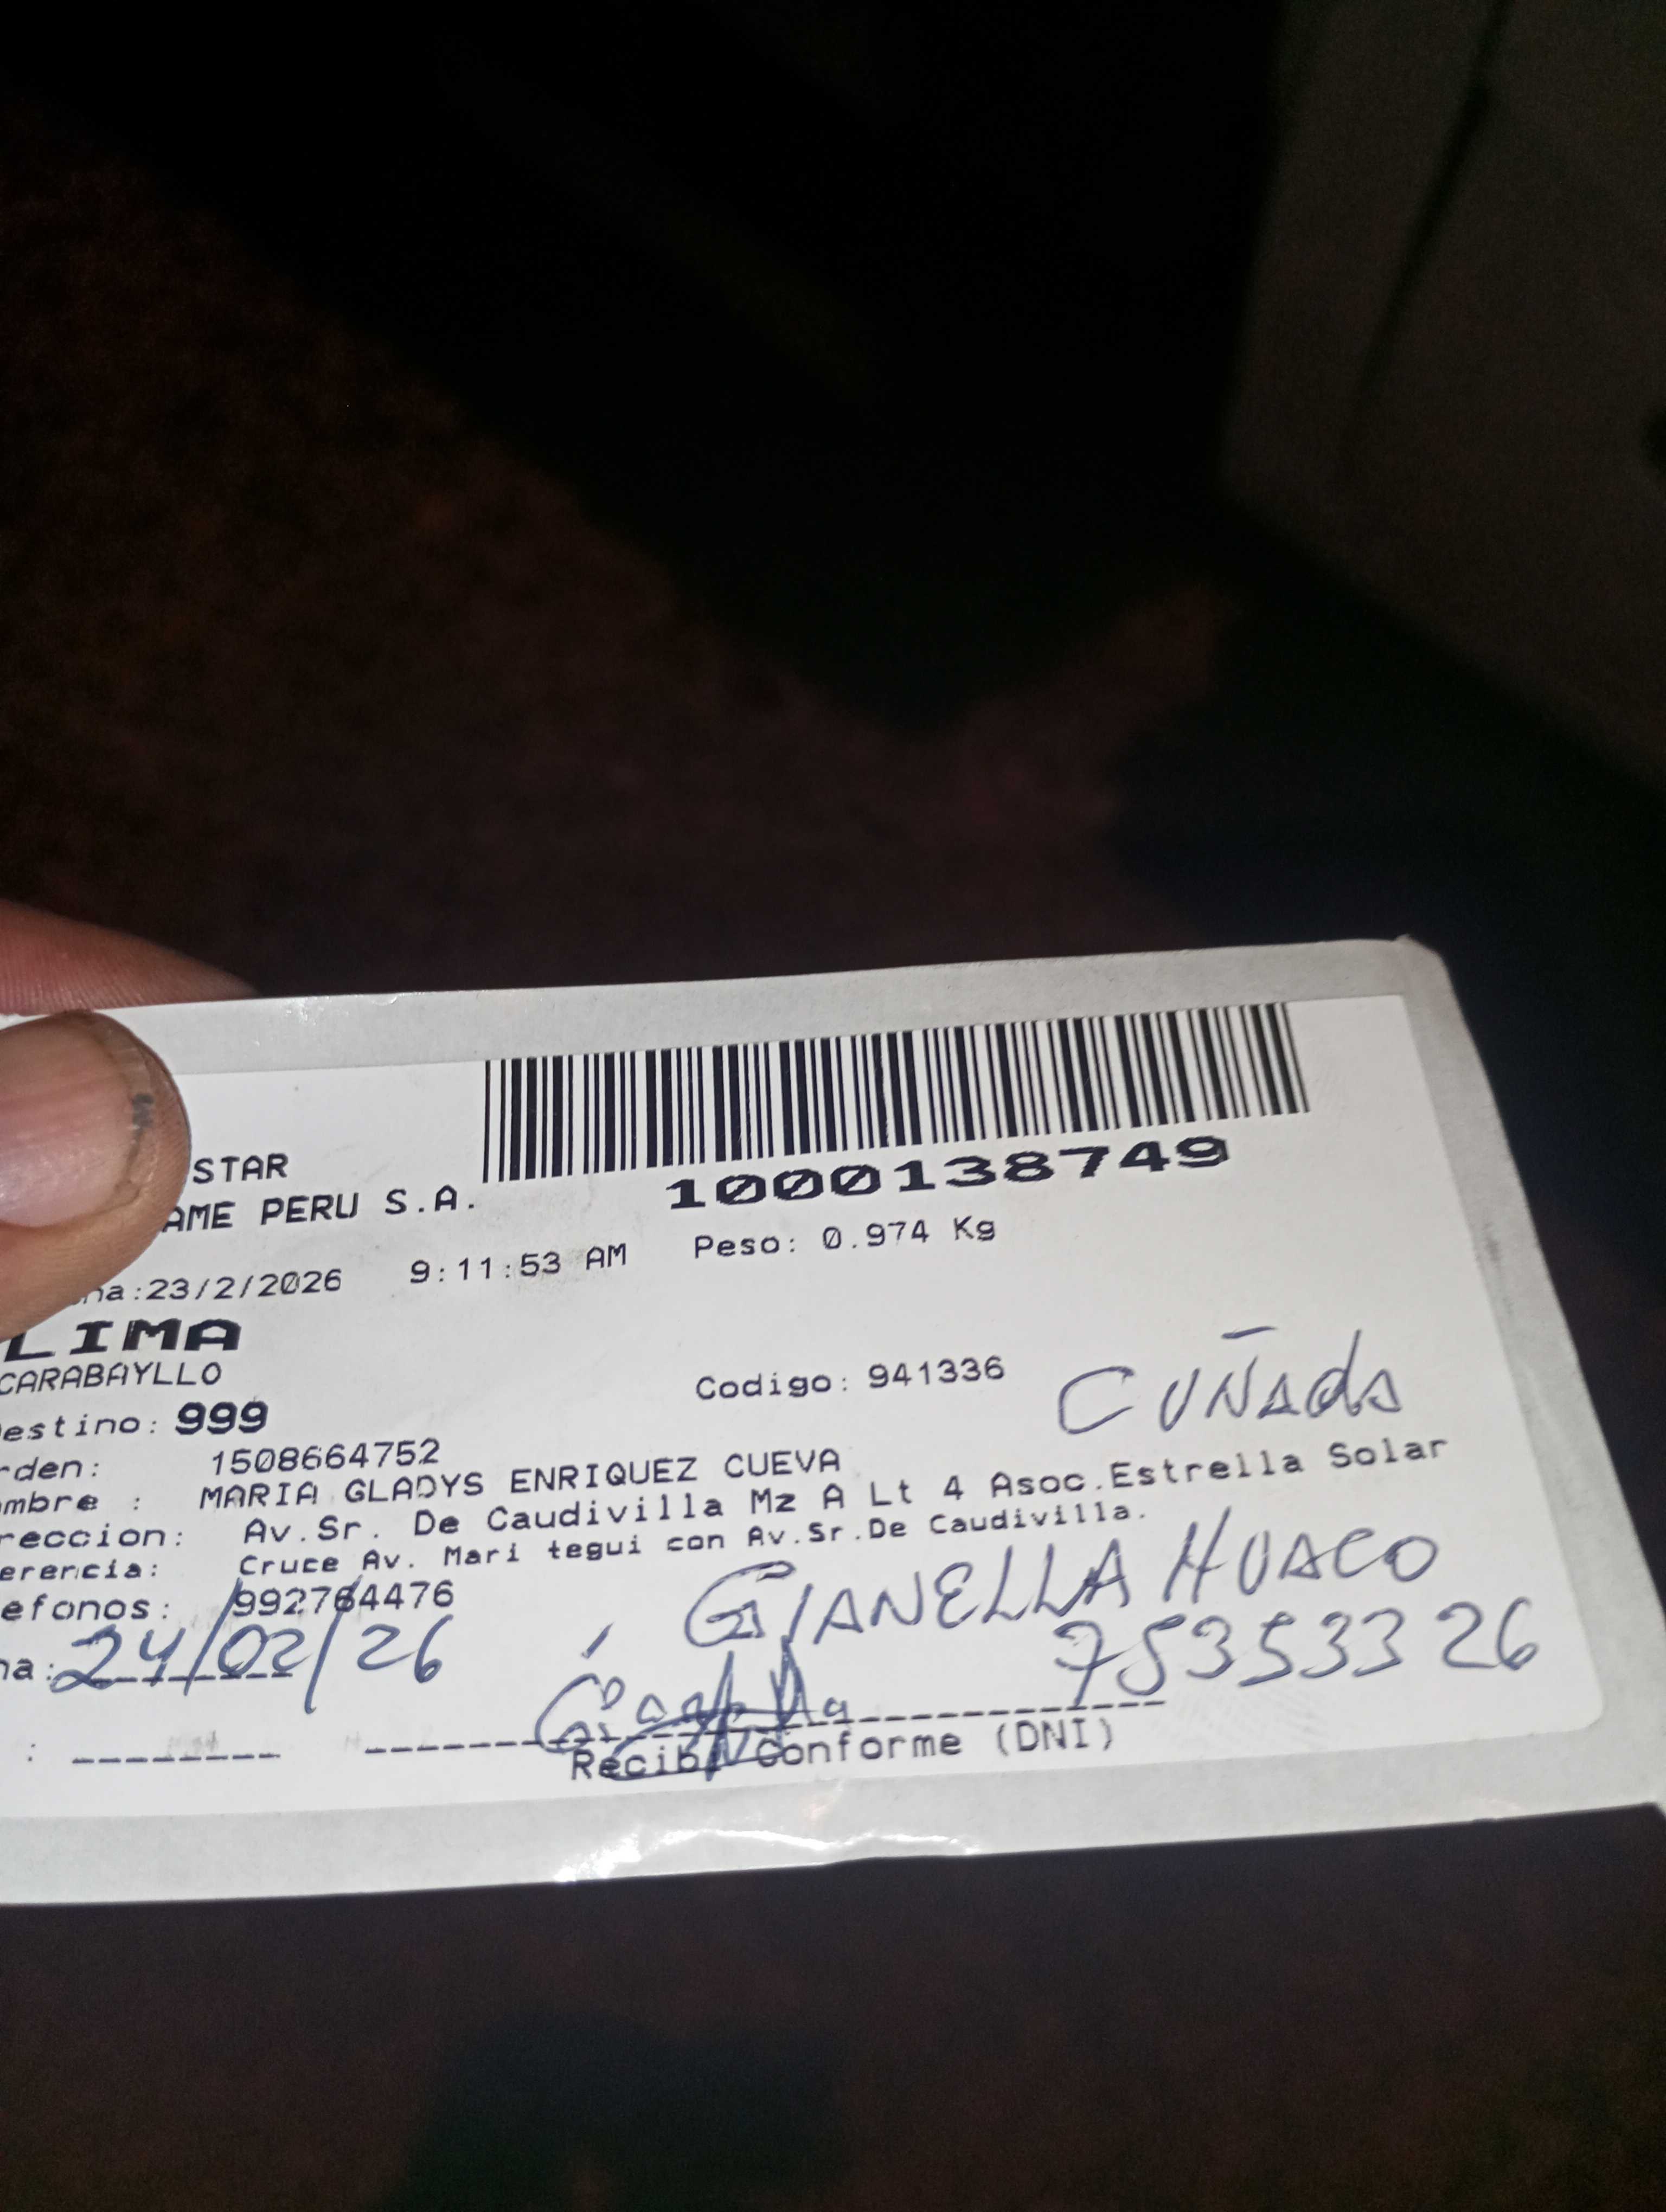 STAR
AME PERU S.A.
1000138749
na:23/2/2026 9:11:53 AM Peso: 0.974 Kg
LIMA
CARABAYLLO
Codigo: 941336 CUÑAdA
estino: 999
rden: 1508664752
ombre : MARIA GLADYS ENRIQUEZ CUEVA
reccion: Av.Sr. De Caudivilla Mz A Lt 4 Asoc.Estrella Solar
erencia: Cruce Av. Mari tegui con Av.Sr.De Caudivilla.
efonos: 992764476
GIANELLA HUACO
na: 24/02/26
75353326
:
Recibi Conforme (DNI)